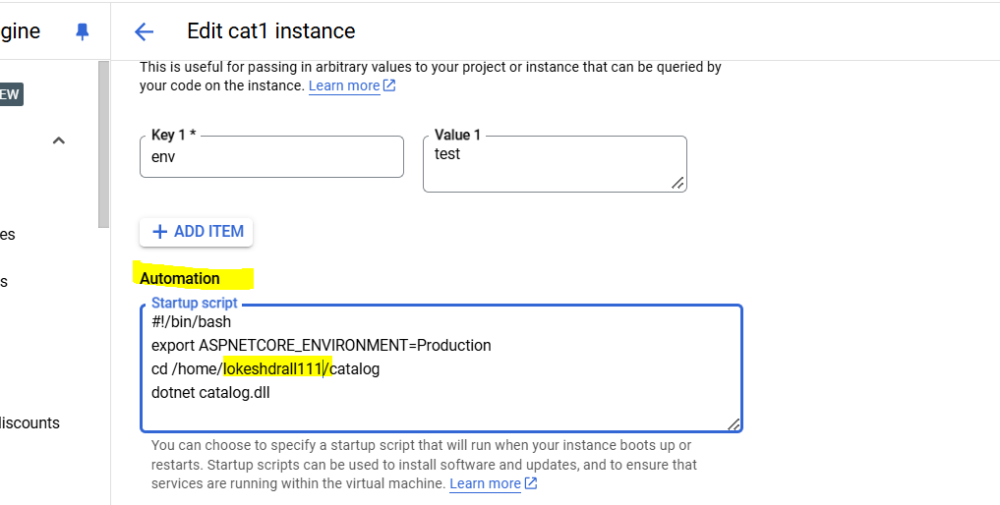 gine
Edit cat1 instance
This is useful for passing in arbitrary values to your project or instance that can be queried by
your code on the instance. Learn more
EW
Key 1 *
env
Value 1
test
+ ADD ITEM
es
s
liscounts
Automation
Startup script
#!/bin/bash
export ASPNETCORE_ENVIRONMENT=Production
cd /home/lokeshdrall111/catalog
dotnet catalog.dll
You can choose to specify a startup script that will run when your instance boots up or
restarts. Startup scripts can be used to install software and updates, and to ensure that
services are running within the virtual machine. Learn more